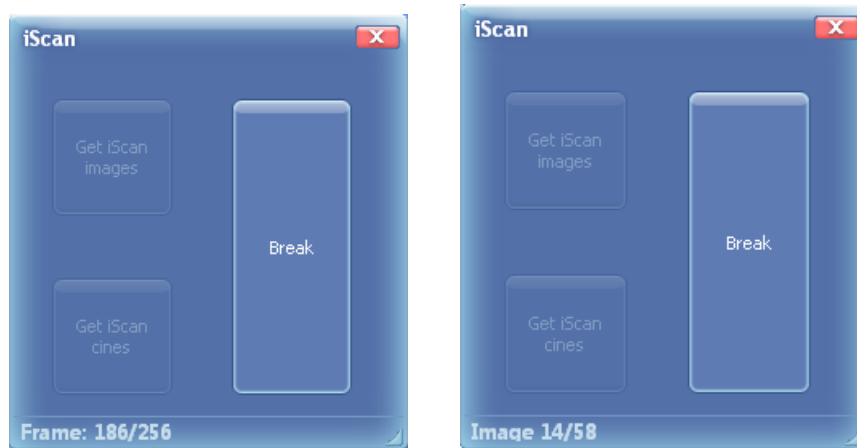 iScan
Get iScan
images
Break
Get iScan
cines
Frame: 186/256
iScan
Get iScan
images
Break
Get iScan
cines
Image 14/58